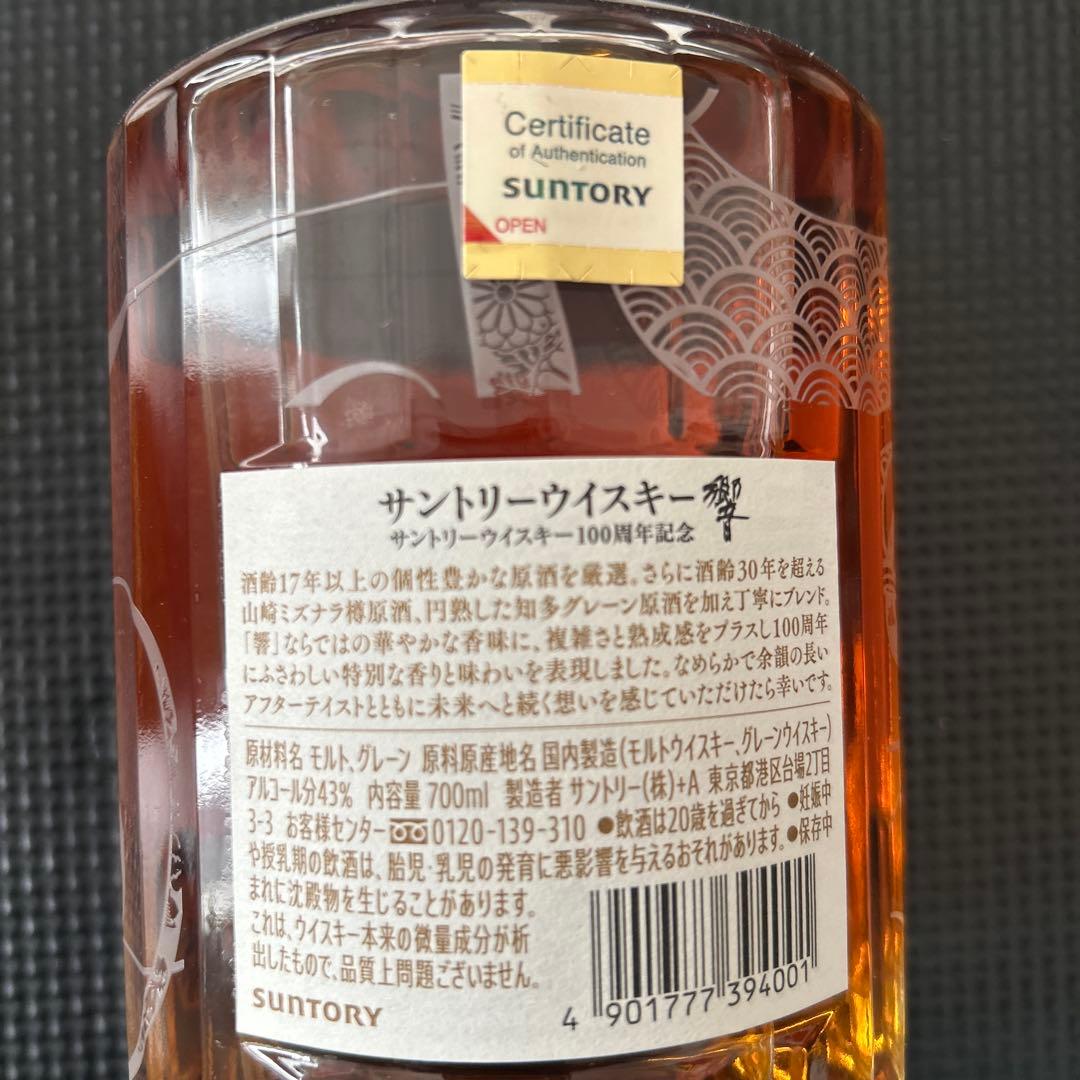 Certificate
of Authentication
SUNTORY
OPEN
サントリーウイスキー響
サントリーウイスキー100周年記念
酒齢17年以上の個性豊かな原酒を厳選。さらに酒齢30年を超える
山崎ミズナラ樽原酒、円熟した知多グレーン原酒を加え丁寧にブレンド。
「響」ならではの華やかな香味に、複雑さと熟成感をプラスし100周年
にふさわしい特別な香りと味わいを表現しました。なめらかで余韻の長い
アフターテイストとともに未来へと続く想いを感じていただけたら幸いです。
原材料名 モルト、グレーン 原料原産地名 国内製造(モルトウイスキー、グレーンウイスキー)
アルコール分43% 内容量 700ml 製造者 サントリー(株)+A 東京都港区台場2丁目
3-3 お客様センター 0120-139-310 ●飲酒は20歳を過ぎてから ●妊娠中
や授乳期の飲酒は、胎児・乳児の発育に悪影響を与えるおそれがあります。●保存中
まれに沈殿物を生じることがあります。
これは、ウイスキー本来の微量成分が析
出したもので、品質上問題ございません。
SUNTORY
4 901777 394001